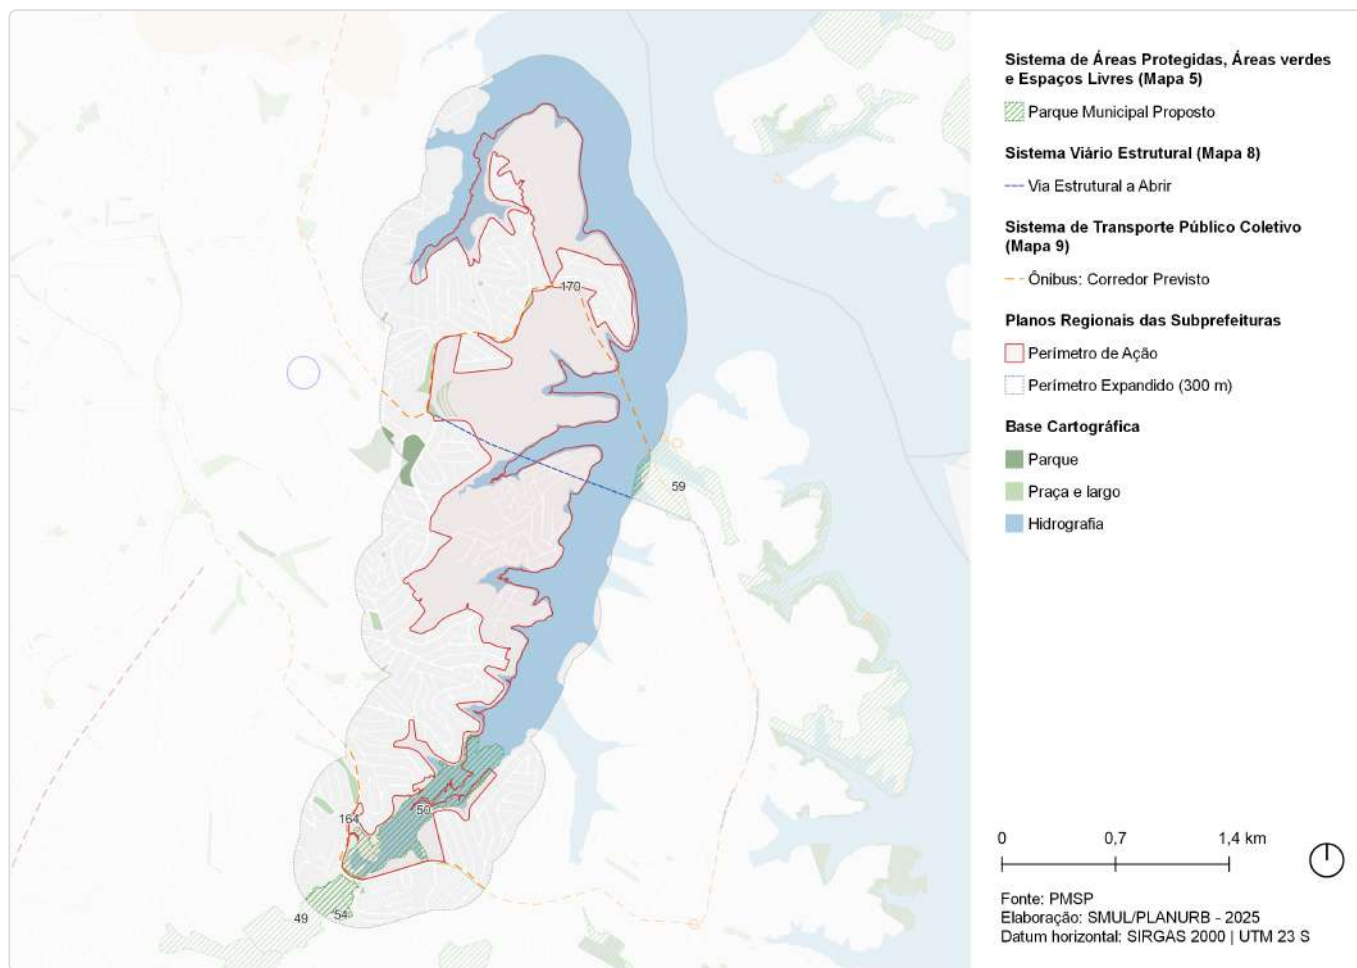 170
59
164
50
49
54
Sistema de Áreas Protegidas, Áreas verdes
e Espaços Livres (Mapa 5)
Parque Municipal Proposto
Sistema Viário Estrutural (Mapa 8)
Via Estrutural a Abrir
Sistema de Transporte Público Coletivo
(Mapa 9)
Ônibus: Corredor Previsto
Planos Regionais das Subprefeituras
Perímetro de Ação
Perímetro Expandido (300 m)
Base Cartográfica
Parque
Praça e largo
Hidrografia
0 0,7 1,4 km
Fonte: PMSP
Elaboração: SMUL/PLANURB - 2025
Datum horizontal: SIRGAS 2000 | UTM 23 S